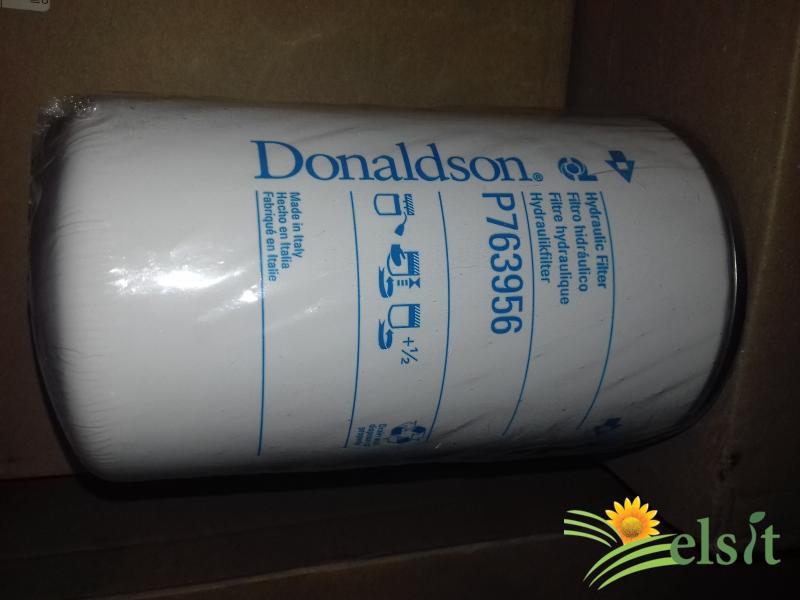 Donaldson®
Hydraulic Filter
Filtro hidráulico
Filtre hydraulique
Hydraulikfilter
P763956
+½
Made in Italy
Hecho en Italia
Fabriqué en Italie
elsit